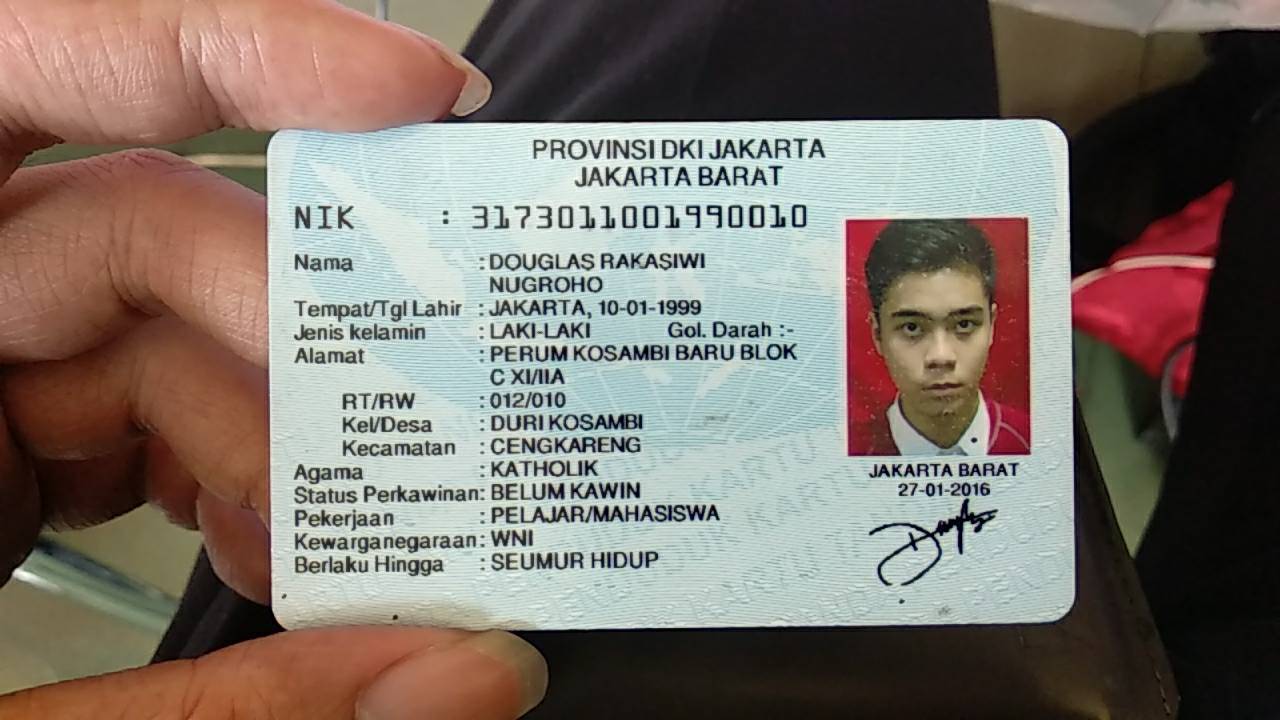 PROVINSI DKI JAKARTA
JAKARTA BARAT
NIK : 3173011001990010
Nama : DOUGLAS RAKASIWI
NUGROHO
Tempat/Tgl Lahir : JAKARTA, 10-01-1999
Jenis kelamin : LAKI-LAKI Gol. Darah :-
Alamat : PERUM KOSAMBI BARU BLOK
C XI/IIA
RT/RW : 012/010
Kel/Desa : DURI KOSAMBI
Kecamatan : CENGKARENG
Agama : KATHOLIK
Status Perkawinan: BELUM KAWIN
Pekerjaan : PELAJAR/MAHASISWA
Kewarganegaraan : WNI
Berlaku Hingga : SEUMUR HIDUP
JAKARTA BARAT
27-01-2016